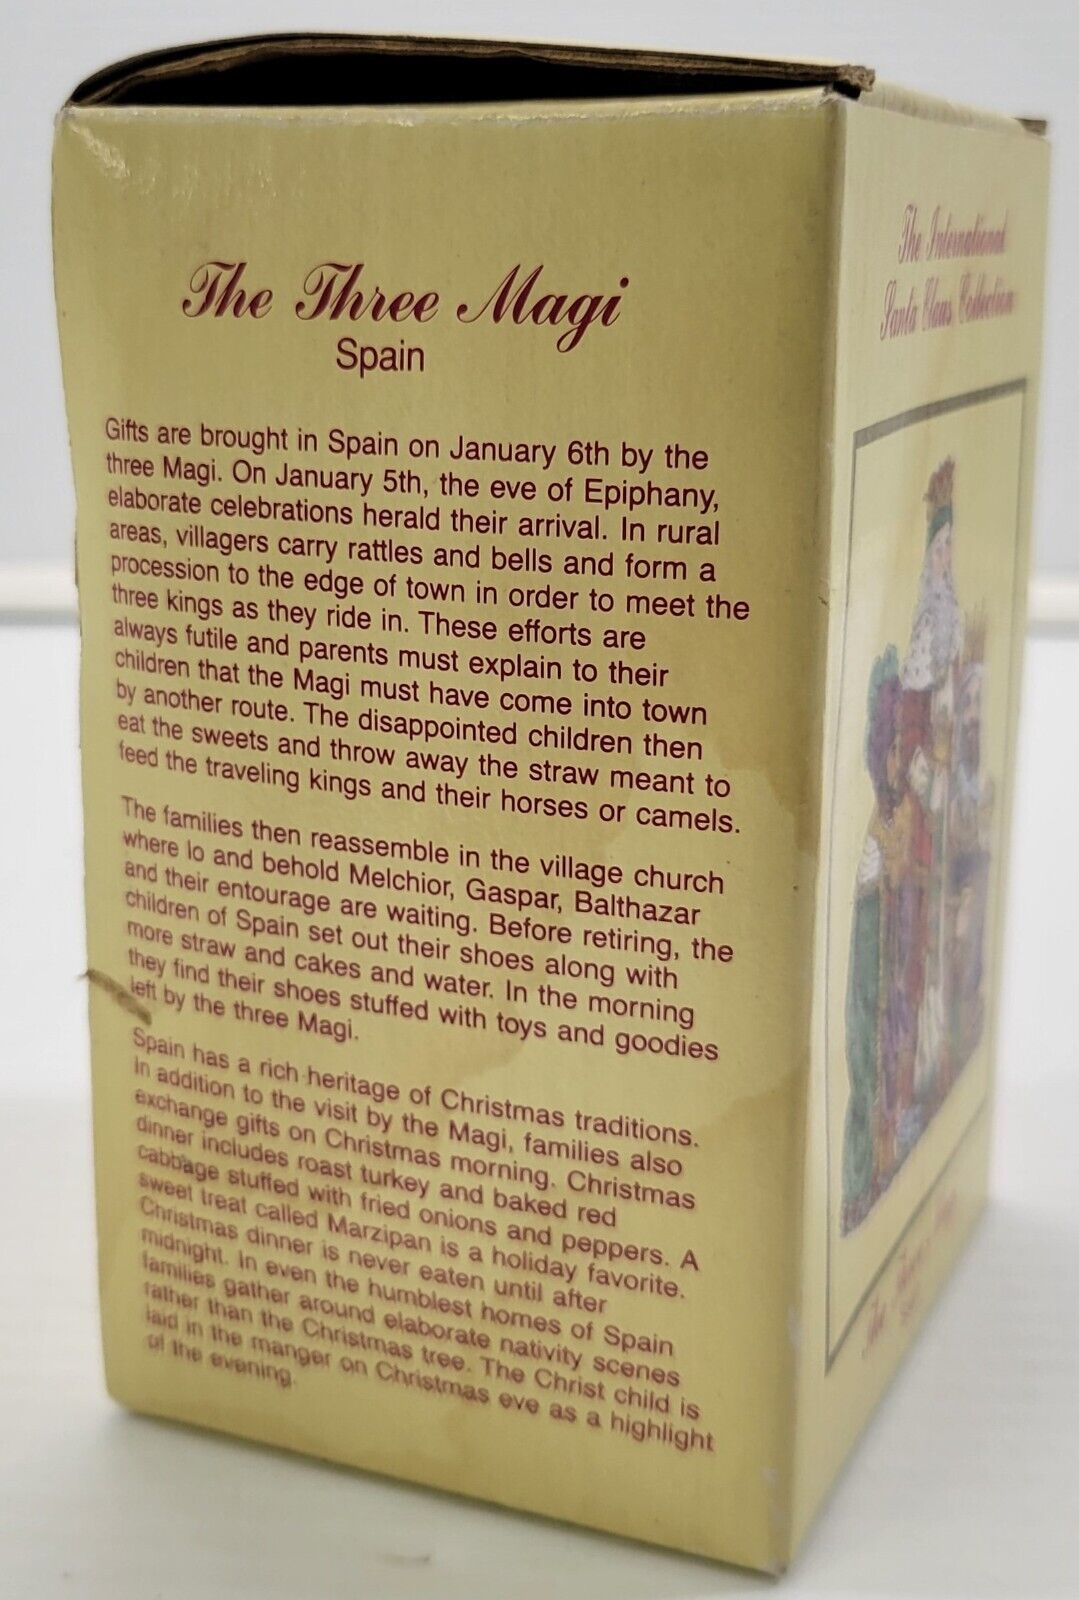 The Three Magi
Spain
Gifts are brought in Spain on January 6th by the
three Magi. On January 5th, the eve of Epiphany,
elaborate celebrations herald their arrival. In rural
areas, villagers carry rattles and bells and form a
procession to the edge of town in order to meet the
three kings as they ride in. These efforts are
always futile and parents must explain to their
children that the Magi must have come into town
by another route. The disappointed children then
eat the sweets and throw away the straw meant to
feed the traveling kings and their horses or camels.
The families then reassemble in the village church
where lo and behold Melchior, Gaspar, Balthazar
and their entourage are waiting. Before retiring, the
children of Spain set out their shoes along with
more straw and cakes and water. In the morning
they find their shoes stuffed with toys and goodies
left by the three Magi.
Spain has a rich heritage of Christmas traditions.
In addition to the visit by the Magi, families also
exchange gifts on Christmas morning. Christmas
dinner includes roast turkey and baked red
cabbage stuffed with fried onions and peppers. A
sweet treat called Marzipan is a holiday favorite.
Christmas dinner is never eaten until after
midnight. In even the humblest homes of Spain
families gather around elaborate nativity scenes
rather than the Christmas tree. The Christ child is
laid in the manger on Christmas eve as a highlight
of the evening.
The International
Santa Claus Collection
The Three Magi